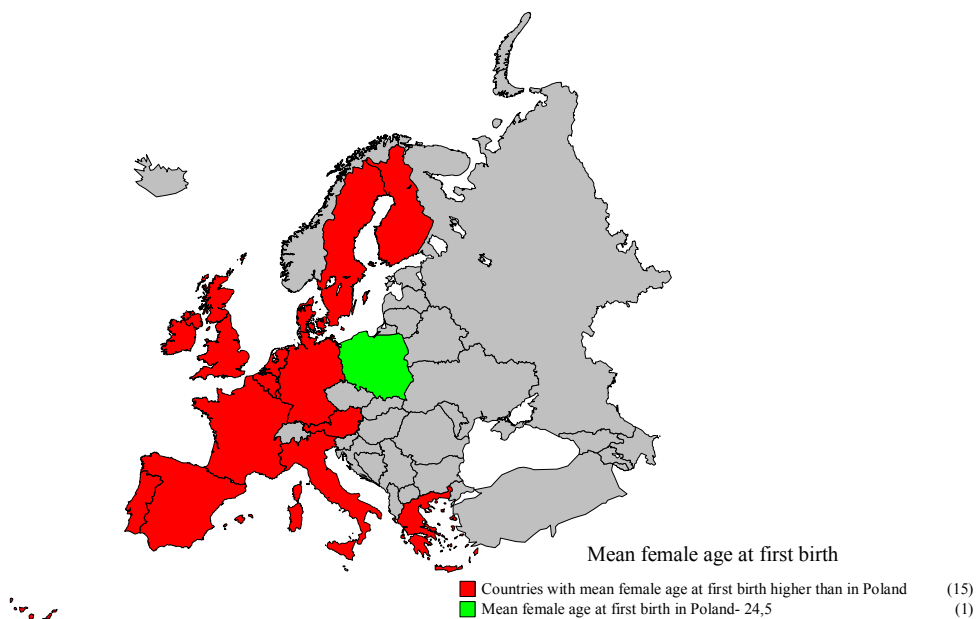 Mean female age at first birth
Countries with mean female age at first birth higher than in Poland (15)
Mean female age at first birth in Poland- 24,5 (1)